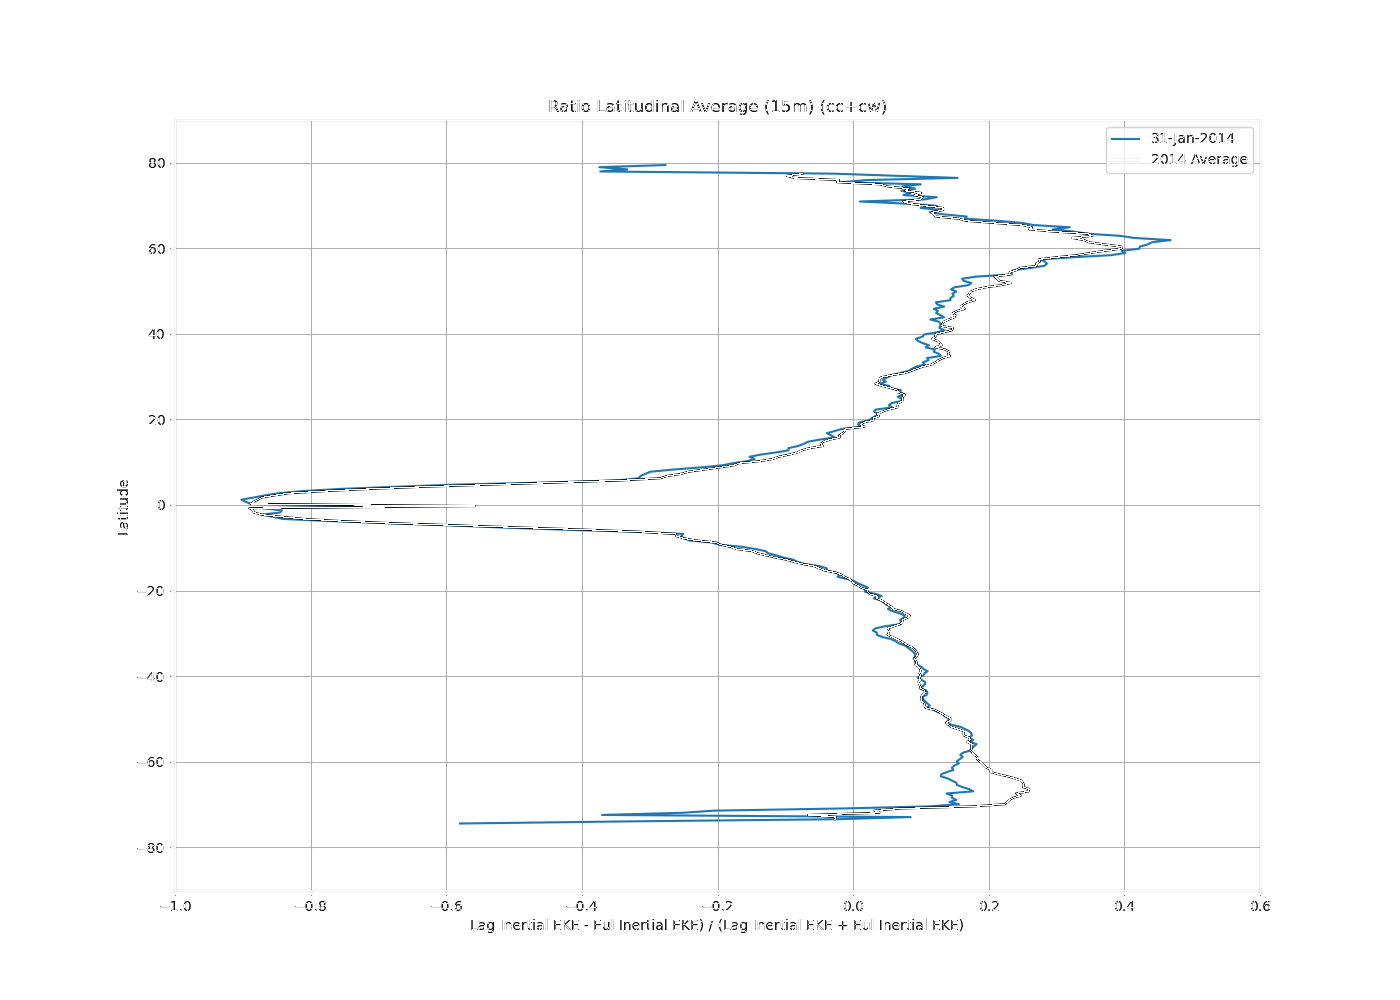 Ratio Latitudinal Average (15m) (cc+cw)
31-Jan-2014
2014 Average
80
60
40
20
0
−20
−40
−60
−80
Latitude
−1.0 −0.8 −0.6 −0.4 −0.2 0.0 0.2 0.4 0.6
Lag Inertial EKE - Full Inertial EKE) / (Lag Inertial EKE + Full Inertial EKE)